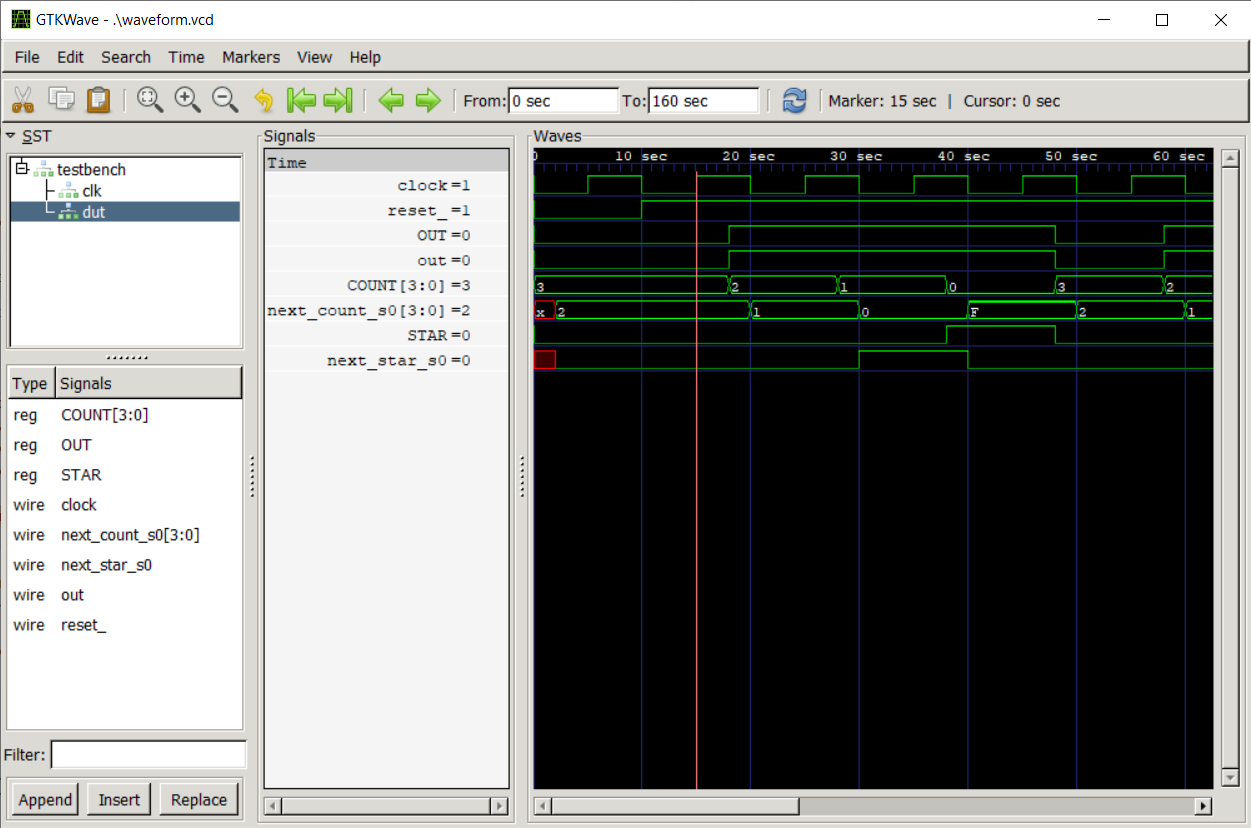 GTKWave - .\waveform.vcd
File Edit Search Time Markers View Help
From: 0 sec To: 160 sec Marker: 15 sec | Cursor: 0 sec
SST
testbench
clk
dut
Type Signals
reg COUNT[3:0]
reg OUT
reg STAR
wire clock
wire next_count_s0[3:0]
wire next_star_s0
wire out
wire reset_
Filter:
Append Insert Replace
Signals
Time
clock =1
reset_ =1
OUT =0
out =0
COUNT[3:0] =3
next_count_s0[3:0] =2
STAR =0
next_star_s0 =0
Waves
0 10 sec 20 sec 30 sec 40 sec 50 sec 60 sec
3 2 1 0 3 2
x 2 1 0 F 2 1